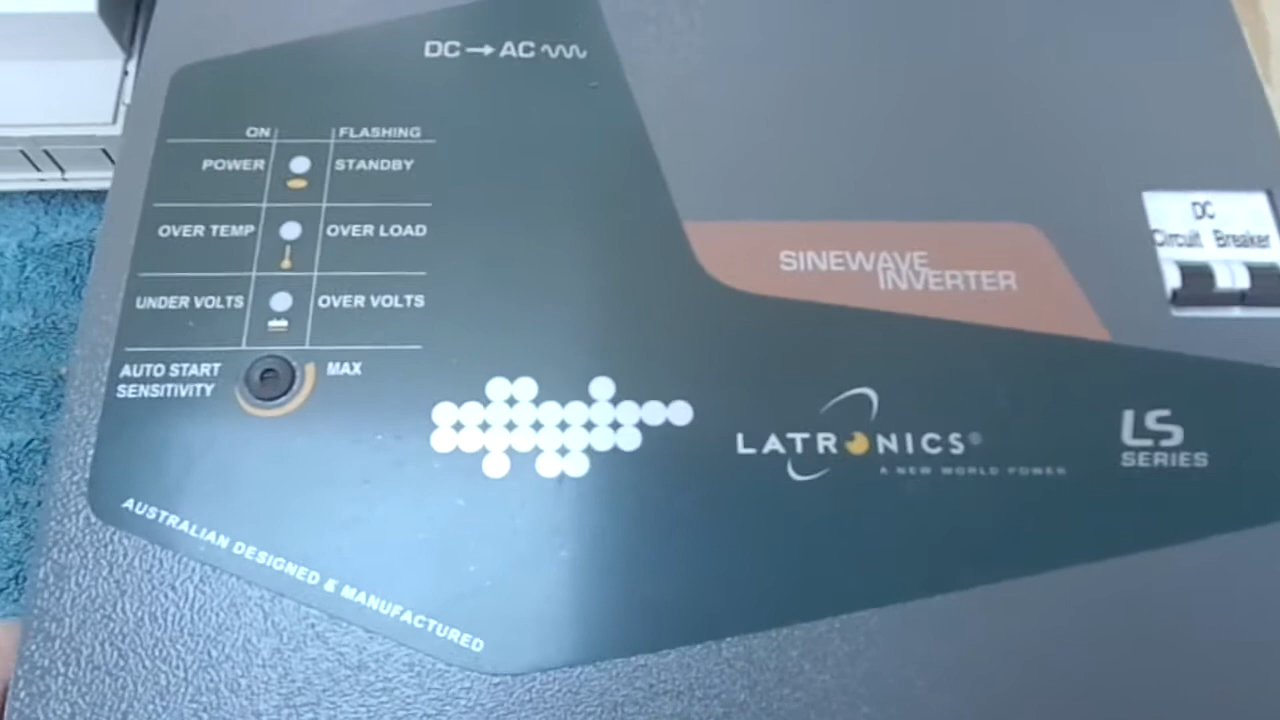 DC → AC
ON FLASHING
POWER STANDBY
OVER TEMP OVER LOAD
UNDER VOLTS OVER VOLTS
AUTO START MAX
SENSITIVITY
AUSTRALIAN DESIGNED & MANUFACTURED
SINEWAVE
INVERTER
DC
Circuit Breaker
LATRONICS®
A NEW WORLD POWER
LS
SERIES